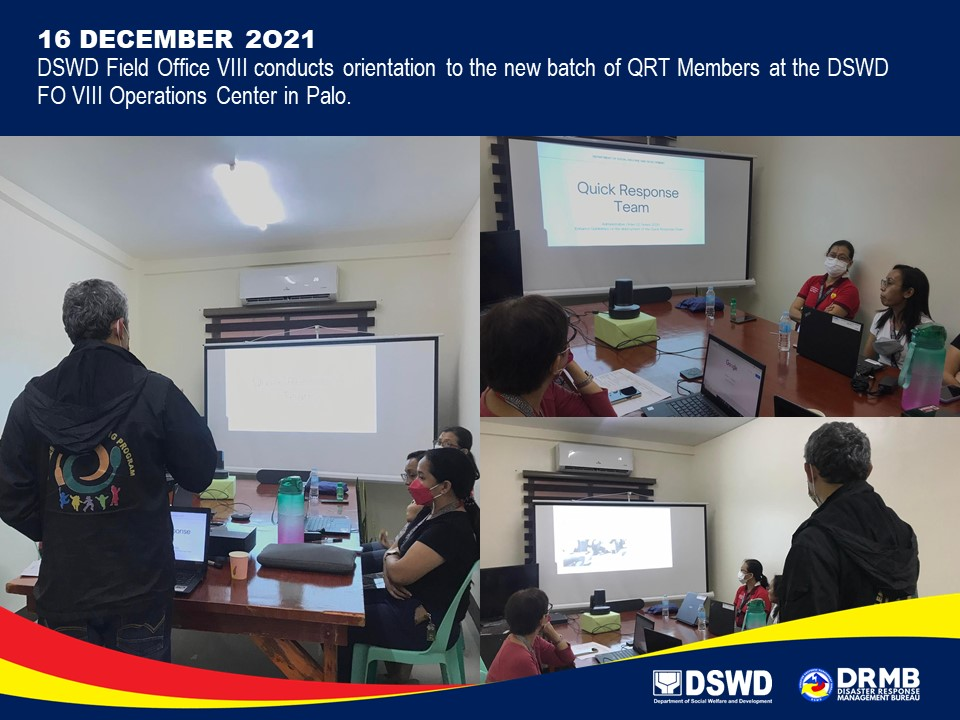 16 DECEMBER 2O21
DSWD Field Office VIII conducts orientation to the new batch of QRT Members at the DSWD
FO VIII Operations Center in Palo.
Quick Response
Team
G PROGRAM
Google
DSWD
Department of Social Welfare and Development
DRMB
DISASTER RESPONSE
MANAGEMENT BUREAU